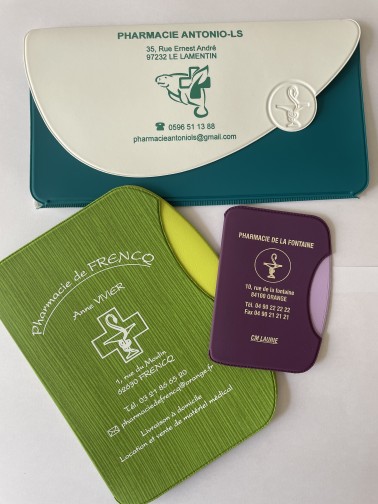 PHARMACIE ANTONIO-LS
35, Rue Ernest André
97232 LE LAMENTIN
0596 51 13 88
pharmacieantoniols@gmail.com
Pharmacie de FRENCQ
Anne VIVIER
1, rue du Moulin
62630 FRENCQ
Tél. 03 21 86 65 20
pharmaciedefrencq@orange.fr
Livraison à domicile
Location et vente de matériel médical
PHARMACIE DE LA FONTAINE
10, rue de la fontaine
84100 ORANGE
Tél. 04 90 22 22 22
Fax 04 90 21 21 21
CIR LAURIE